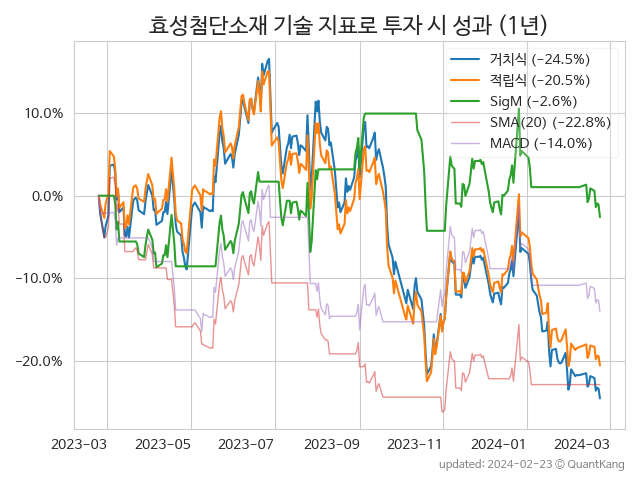 효성첨단소재 기술 지표로 투자 시 성과 (1년)
거치식 (−24.5%)
적립식 (−20.5%)
SigM (−2.6%)
SMA(20) (−22.8%)
MACD (−14.0%)
10.0%
0.0%
−10.0%
−20.0%
2023−03 2023−05 2023−07 2023−09 2023−11 2024−01 2024−03
updated: 2024−02−23 ⓒ QuantKang